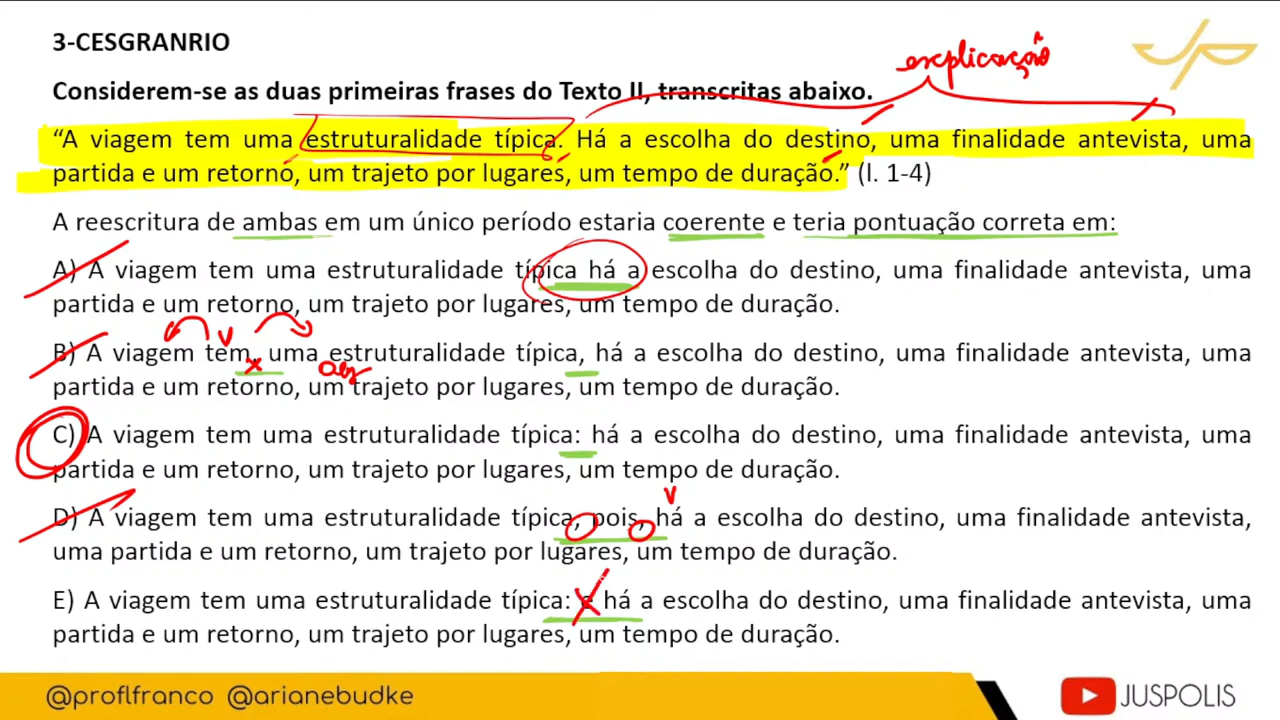 3-CESGRANRIO
explicação
Considerem-se as duas primeiras frases do Texto II, transcritas abaixo.
“A viagem tem uma estruturalidade típica. Há a escolha do destino, uma finalidade antevista, uma
partida e um retorno, um trajeto por lugares, um tempo de duração.” (l. 1-4)
A reescritura de ambas em um único período estaria coerente e teria pontuação correta em:
A) A viagem tem uma estruturalidade típica há a escolha do destino, uma finalidade antevista, uma
partida e um retorno, um trajeto por lugares, um tempo de duração.
V
B) A viagem tem, uma estruturalidade típica, há a escolha do destino, uma finalidade antevista, uma
x
partida e um retorno, um trajeto por lugares, um tempo de duração.
C) A viagem tem uma estruturalidade típica: há a escolha do destino, uma finalidade antevista, uma
partida e um retorno, um trajeto por lugares, um tempo de duração.
V
D) A viagem tem uma estruturalidade típica, pois, há a escolha do destino, uma finalidade antevista,
uma partida e um retorno, um trajeto por lugares, um tempo de duração.
E) A viagem tem uma estruturalidade típica: e há a escolha do destino, uma finalidade antevista, uma
partida e um retorno, um trajeto por lugares, um tempo de duração.
@proflfranco @arianebudke
JUSPOLIS